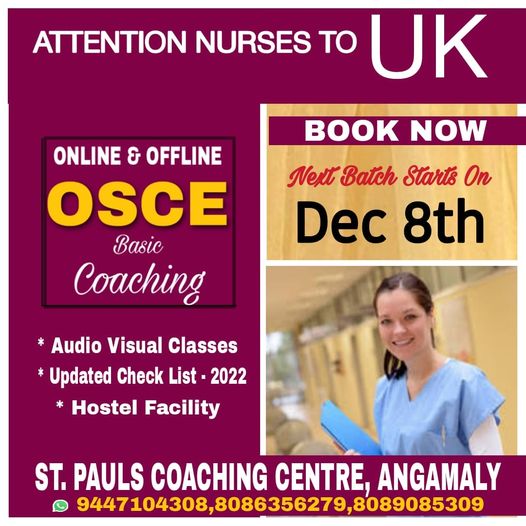 ATTENTION NURSES TO UK
BOOK NOW
Next Batch Starts On
Dec 8th
ONLINE & OFFLINE
OSCE
Basic
Coaching
* Audio Visual Classes
* Updated Check List - 2022
* Hostel Facility
ST. PAULS COACHING CENTRE, ANGAMALY
9447104308,8086356279,8089085309